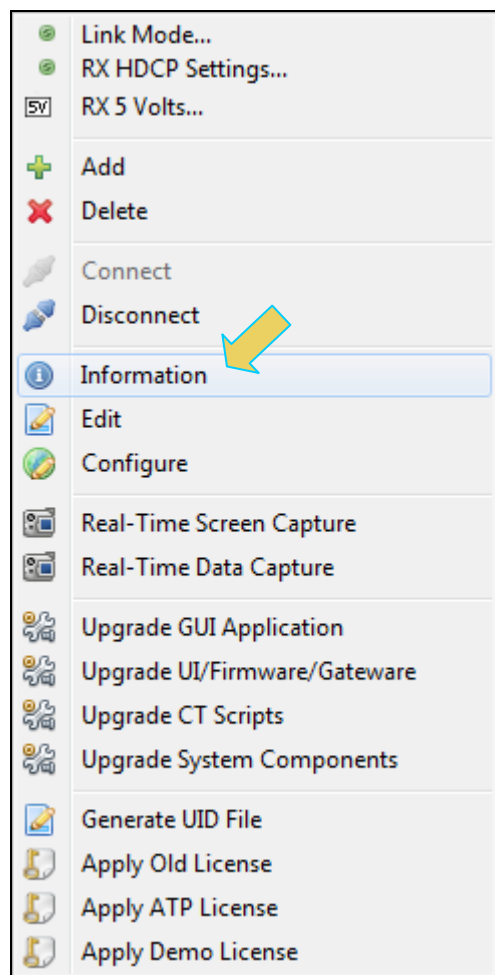 Link Mode...
RX HDCP Settings...
5V RX 5 Volts...
Add
Delete
Connect
Disconnect
Information
Edit
Configure
Real-Time Screen Capture
Real-Time Data Capture
Upgrade GUI Application
Upgrade UI/Firmware/Gateware
Upgrade CT Scripts
Upgrade System Components
Generate UID File
Apply Old License
Apply ATP License
Apply Demo License